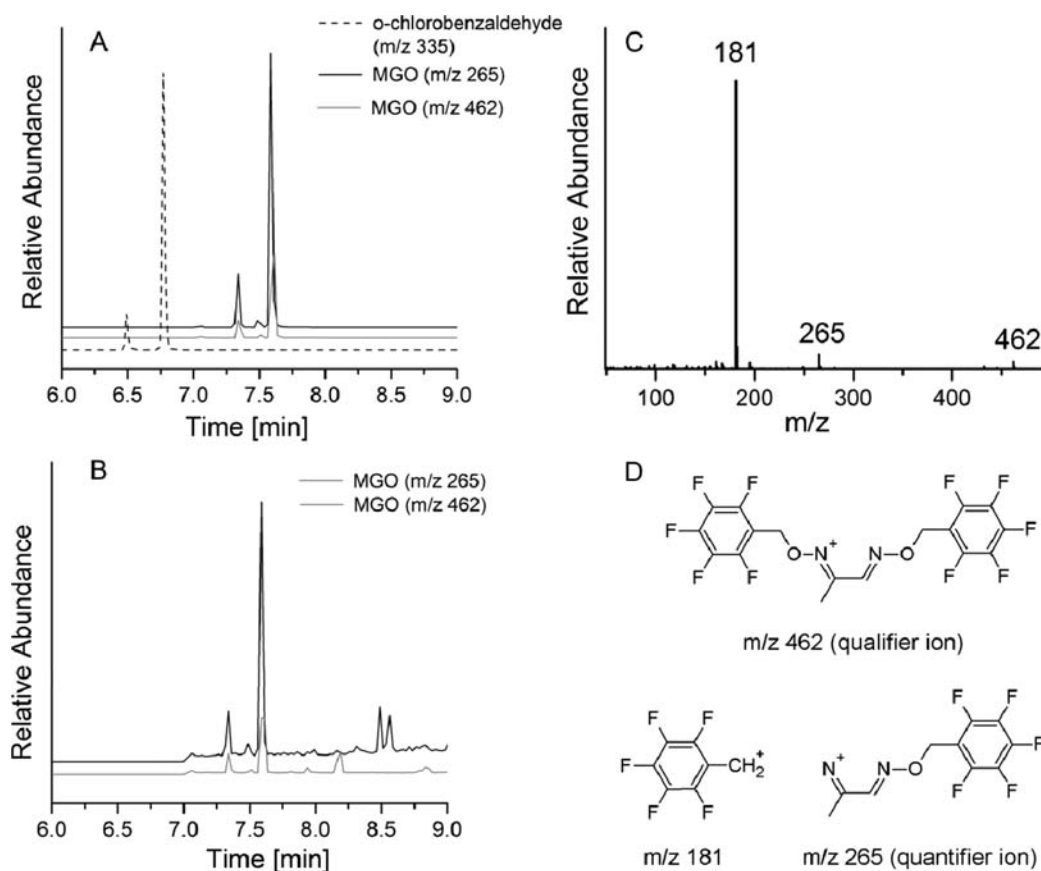 A
o-chlorobenzaldehyde
(m/z 335)
MGO (m/z 265)
MGO (m/z 462)
Relative Abundance
6.0 6.5 7.0 7.5 8.0 8.5 9.0
Time [min]
C
181
265
462
Relative Abundance
100 200 300 400
m/z
B
MGO (m/z 265)
MGO (m/z 462)
Relative Abundance
6.0 6.5 7.0 7.5 8.0 8.5 9.0
Time [min]
D
F F F F
F F
O N+ N O
F F F F
m/z 462 (qualifier ion)
F F
F CH2+
F F
m/z 181
F F
F
N+ N O
F F
m/z 265 (quantifier ion)